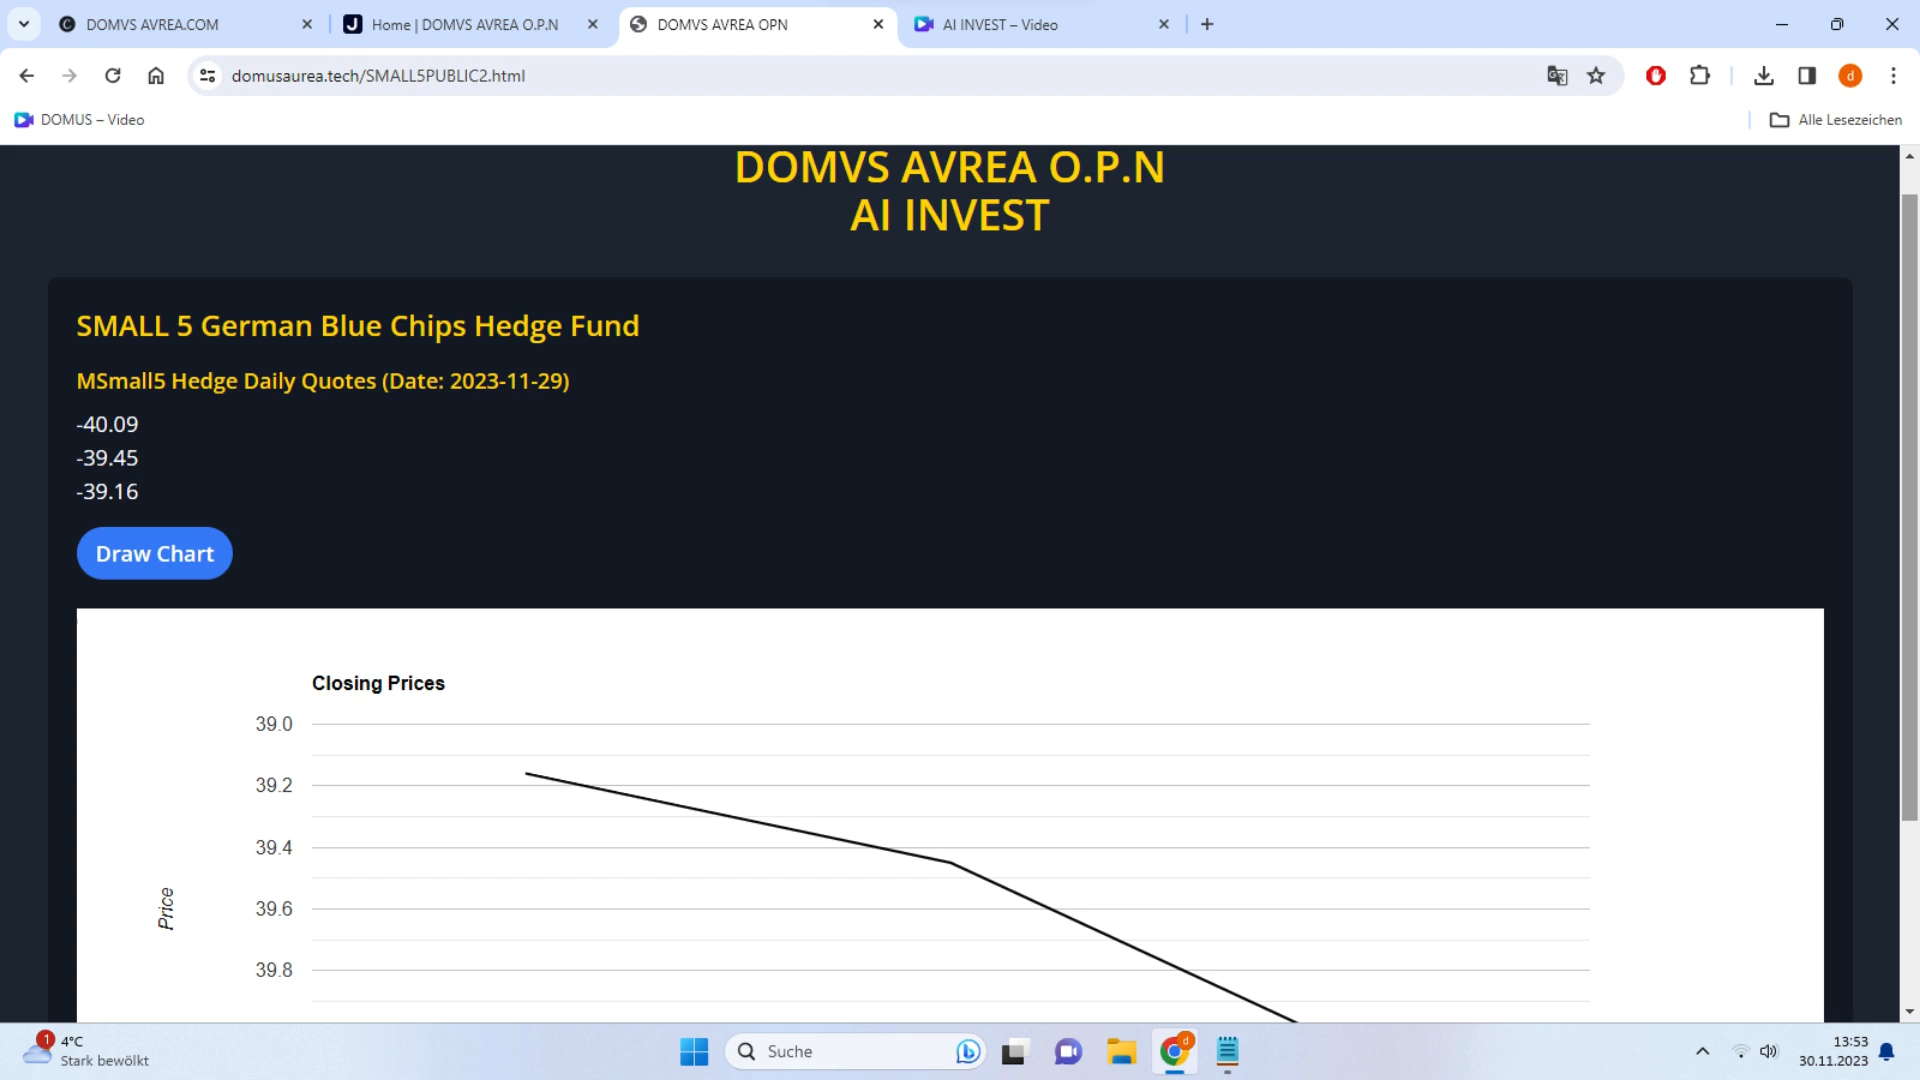 DOMVS AVREA.COM
Home | DOMVS AVREA O.P.N
DOMVS AVREA OPN
AI INVEST – Video
domusaurea.tech/SMALL5PUBLIC2.html
d
DOMUS – Video
Alle Lesezeichen
DOMVS AVREA O.P.N
AI INVEST
SMALL 5 German Blue Chips Hedge Fund
MSmall5 Hedge Daily Quotes (Date: 2023-11-29)
-40.09
-39.45
-39.16
Draw Chart
Closing Prices
39.0
39.2
39.4
39.6
39.8
Price
1
4°C
Stark bewölkt
Suche
d
13:53
30.11.2023